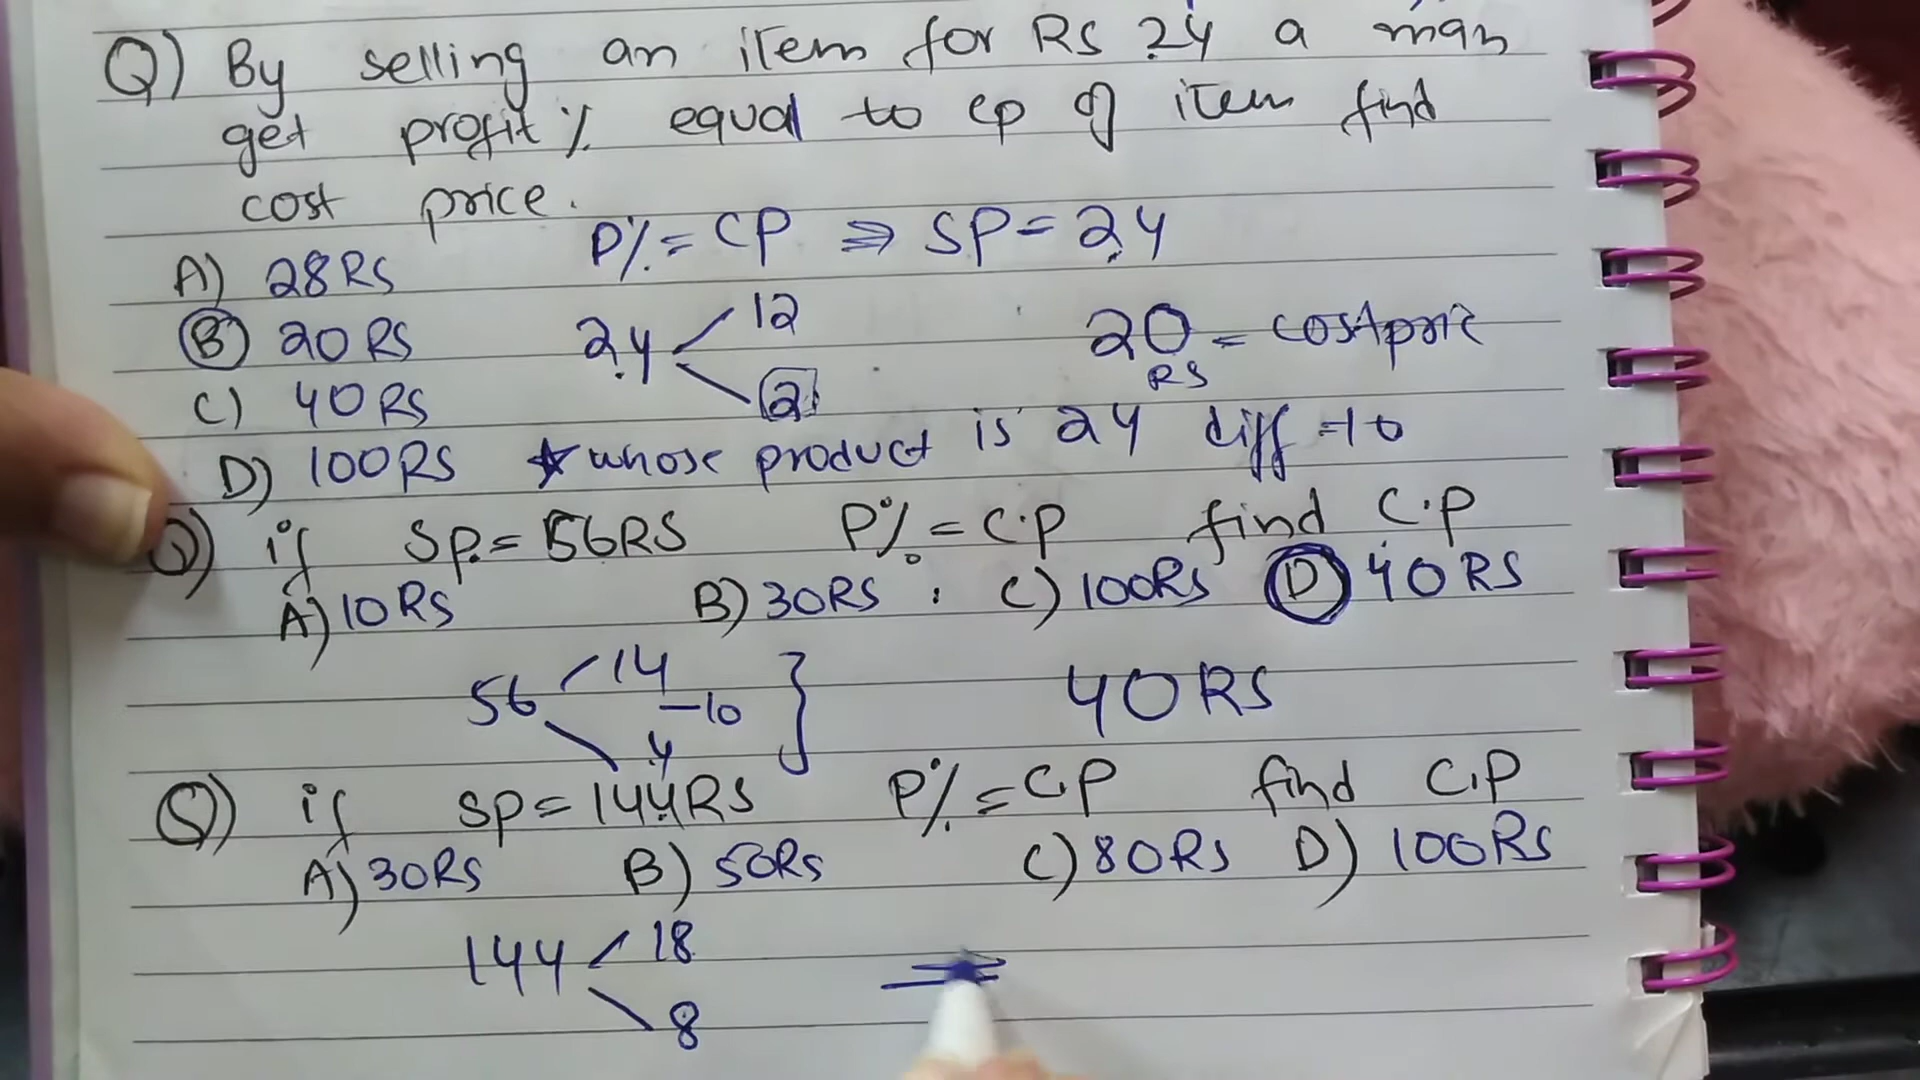 Q) By selling an item for RS 24 a man
get profit % equal to cp of item find
cost price.
P% = CP ⇒ SP = 24
A) 28 RS
B) 20 RS
C) 40 RS
D) 100 RS
24 12
2
20 = cost
RS
* whose product is 24 diff = 10
Q) if SP = 56 RS P% = C.P find C.P
A) 10 RS B) 30 RS C) 100 RS D) 40 RS
56 14
-10
4
40 RS
Q) if SP = 144 RS P% = C.P find C.P
A) 30 RS B) 50 RS C) 80 RS D) 100 RS
144 18
8